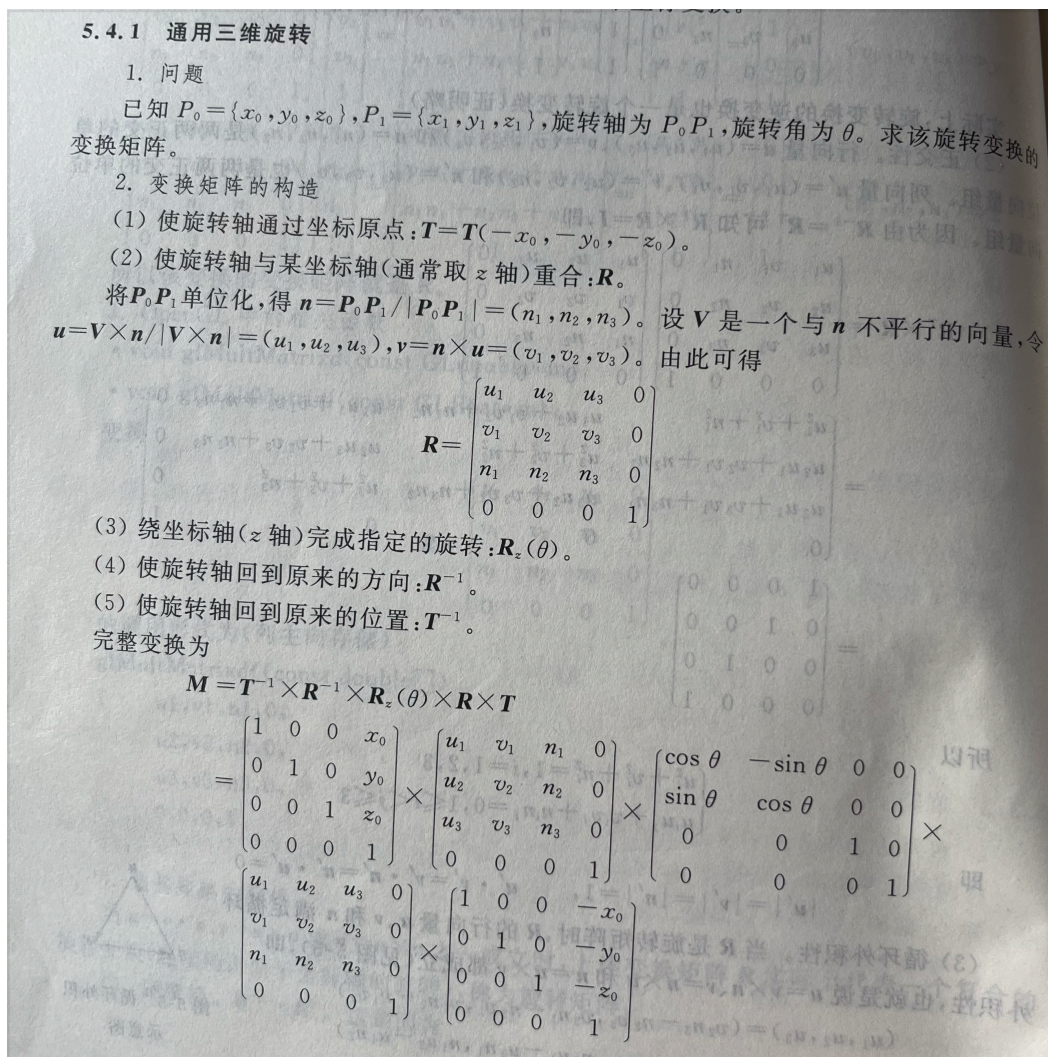 5.4.1 通用三维旋转
1. 问题
已知 P₀={x₀,y₀,z₀},P₁={x₁,y₁,z₁},旋转轴为 P₀P₁,旋转角为 θ。求该旋转变换的
变换矩阵。
2. 变换矩阵的构造
(1) 使旋转轴通过坐标原点:T=T(-x₀,-y₀,-z₀)。
(2) 使旋转轴与某坐标轴(通常取 z 轴)重合:R。
将P₀P₁单位化,得 n=P₀P₁/|P₀P₁|=(n₁,n₂,n₃)。设 V 是一个与 n 不平行的向量,令
u=V×n/|V×n|=(u₁,u₂,u₃),v=n×u=(v₁,v₂,v₃)。由此可得
u₁ u₂ u₃ 0
R= v₁ v₂ v₃ 0
n₁ n₂ n₃ 0
0 0 0 1
(3) 绕坐标轴(z 轴)完成指定的旋转:R_z(θ)。
(4) 使旋转轴回到原来的方向:R⁻¹。
(5) 使旋转轴回到原来的位置:T⁻¹。
完整变换为
M=T⁻¹×R⁻¹×R_z(θ)×R×T
1 0 0 x₀ u₁ v₁ n₁ 0 cos θ -sin θ 0 0
= 0 1 0 y₀ × u₂ v₂ n₂ 0 × sin θ cos θ 0 0 ×
0 0 1 z₀ u₃ v₃ n₃ 0 0 0 1 0
0 0 0 1 0 0 0 1 0 0 0 1
u₁ u₂ u₃ 0 1 0 0 -x₀
v₁ v₂ v₃ 0 × 0 1 0 -y₀
n₁ n₂ n₃ 0 0 0 1 -z₀
0 0 0 1 0 0 0 1